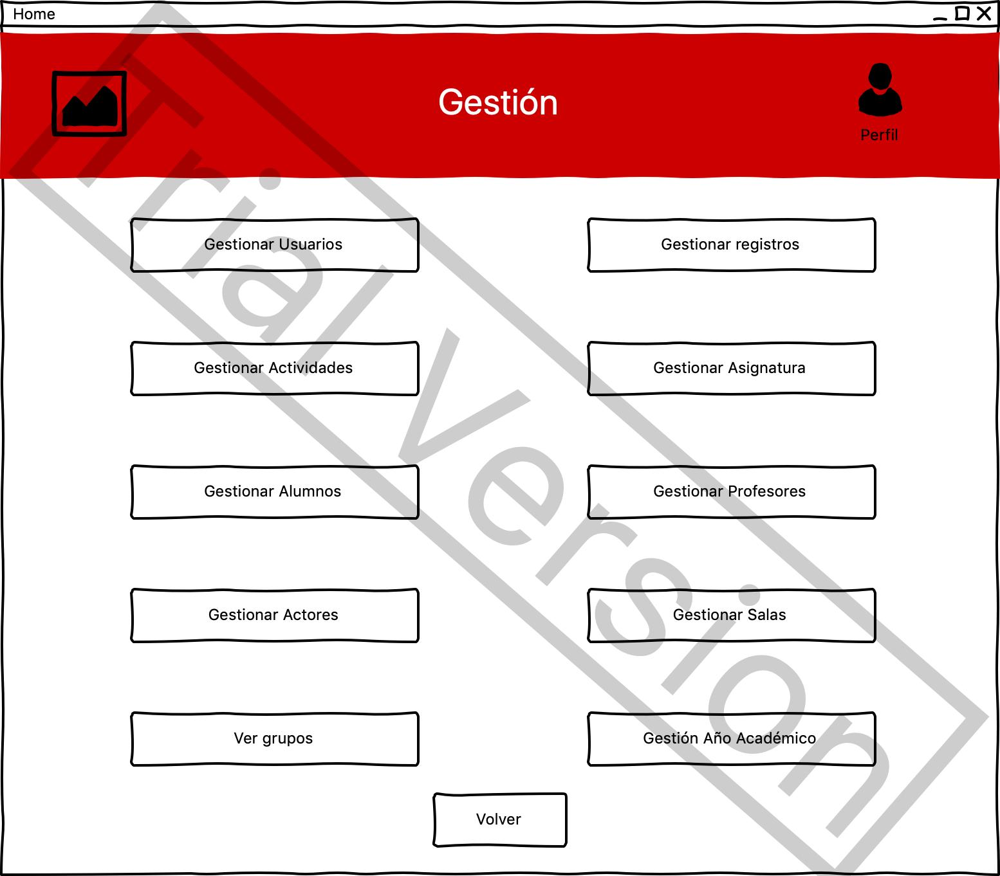 Home
Gestión
Perfil
Gestionar Usuarios
Gestionar registros
Gestionar Actividades
Gestionar Asignatura
Gestionar Alumnos
Gestionar Profesores
Gestionar Actores
Gestionar Salas
Ver grupos
Gestión Año Académico
Volver
Trial Version